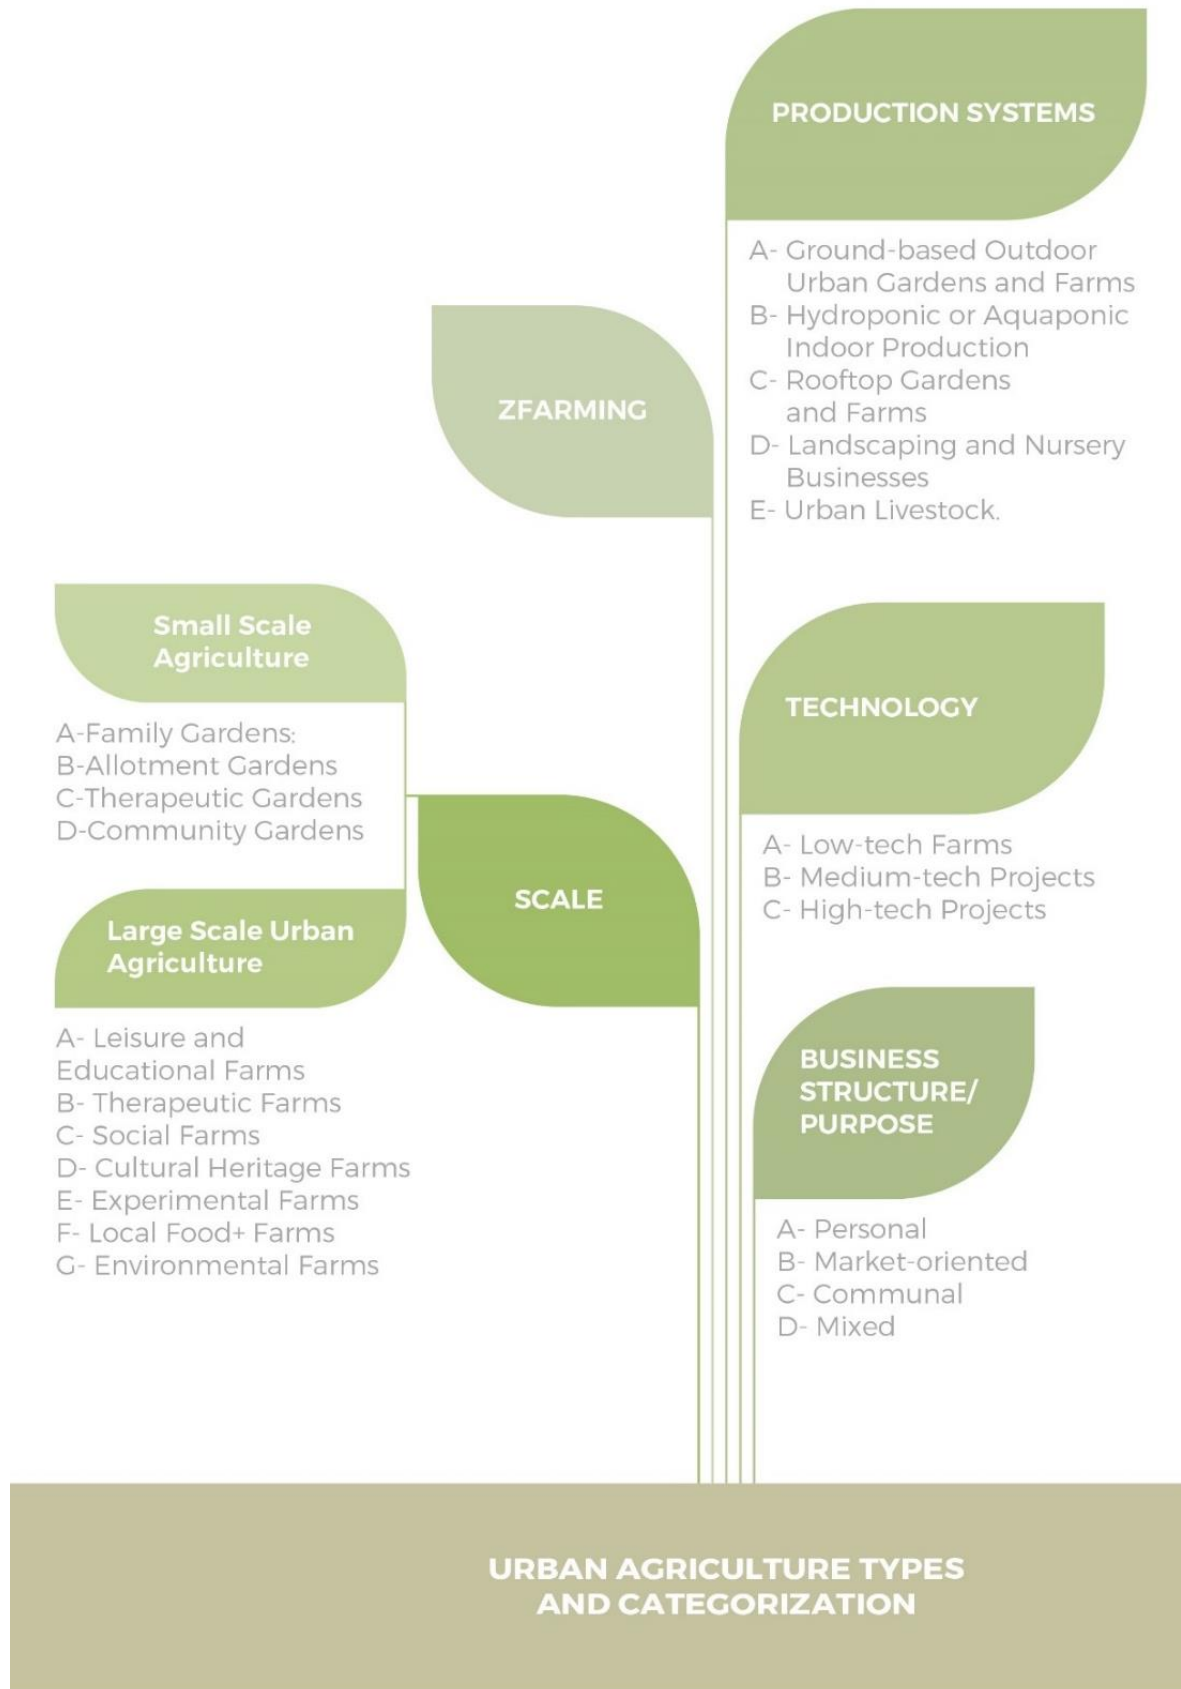 PRODUCTION SYSTEMS
A- Ground-based Outdoor
Urban Gardens and Farms
B- Hydroponic or Aquaponic
Indoor Production
C- Rooftop Gardens
and Farms
D- Landscaping and Nursery
Businesses
E- Urban Livestock.
ZFARMING
Small Scale
Agriculture
A-Family Gardens:
B-Allotment Gardens
C-Therapeutic Gardens
D-Community Gardens
SCALE
Large Scale Urban
Agriculture
A- Leisure and
Educational Farms
B- Therapeutic Farms
C- Social Farms
D- Cultural Heritage Farms
E- Experimental Farms
F- Local Food+ Farms
G- Environmental Farms
TECHNOLOGY
A- Low-tech Farms
B- Medium-tech Projects
C- High-tech Projects
BUSINESS
STRUCTURE/
PURPOSE
A- Personal
B- Market-oriented
C- Communal
D- Mixed
URBAN AGRICULTURE TYPES
AND CATEGORIZATION